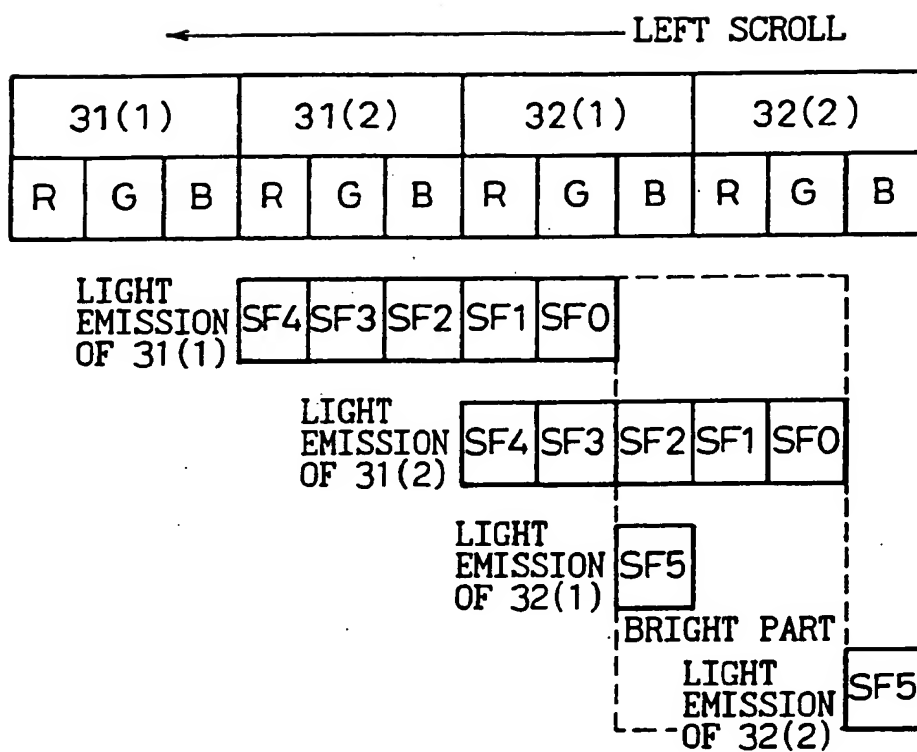 LEFT SCROLL
31(1) 31(2) 32(1) 32(2)
R G B R G B R G B R G B
LIGHT
EMISSION
OF 31(1)
SF4 SF3 SF2 SF1 SF0
LIGHT
EMISSION
OF 31(2)
SF4 SF3 SF2 SF1 SF0
LIGHT
EMISSION
OF 32(1)
SF5
BRIGHT PART
LIGHT
EMISSION
OF 32(2)
SF5